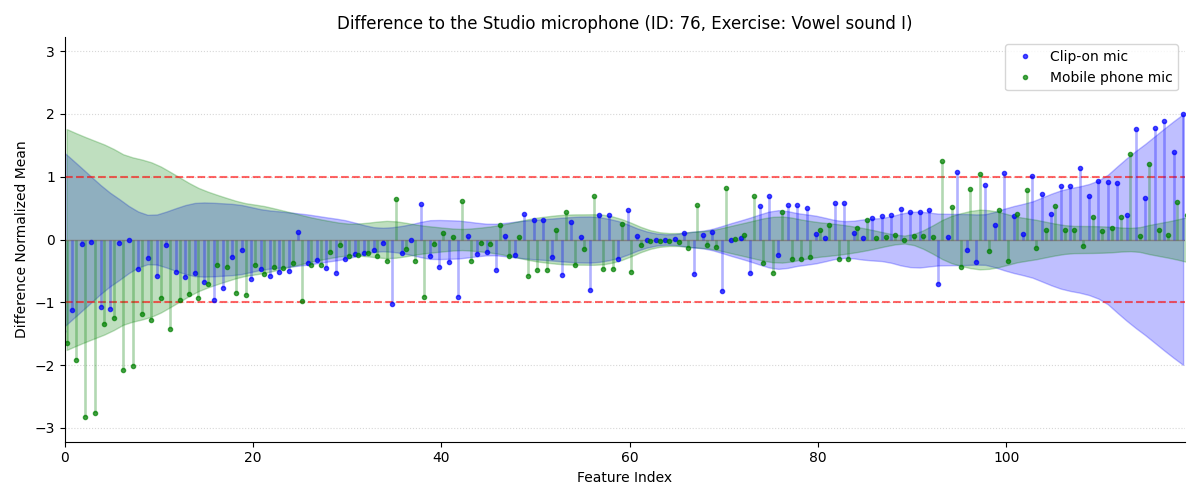 Difference to the Studio microphone (ID: 76, Exercise: Vowel sound I)
Clip-on mic
Mobile phone mic
Difference Normalized Mean
3
2
1
0
−1
−2
−3
0 20 40 60 80 100
Feature Index